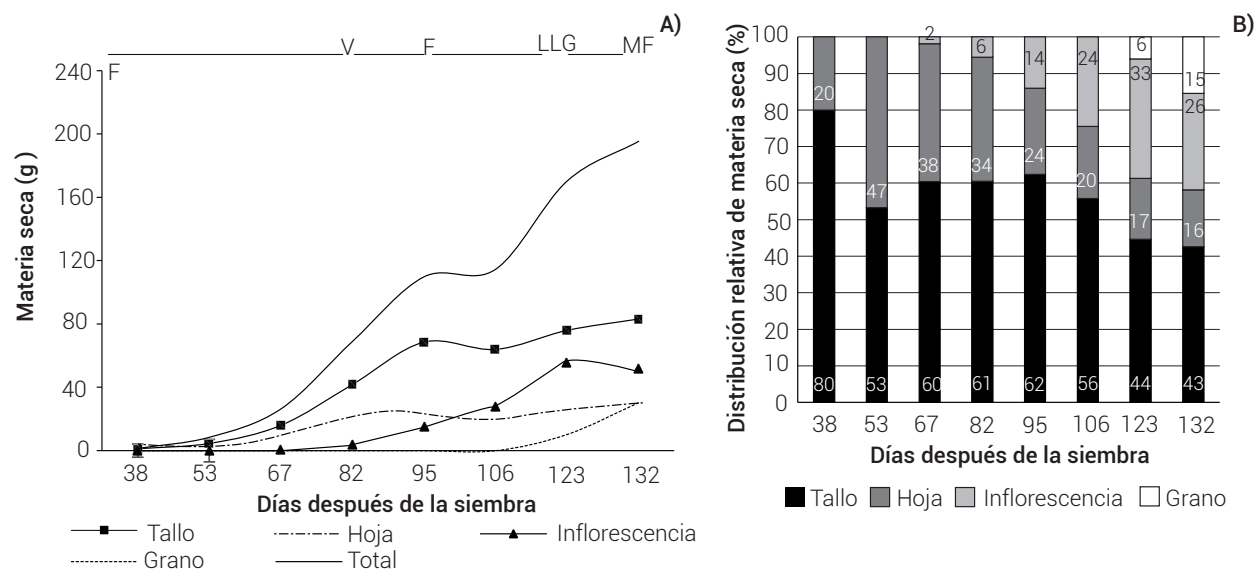 A)
V F LLG MF
F
240
200
160
120
80
40
0
Materia seca (g )
38 53 67 82 95 106 123 132
Días después de la siembra
Tallo Hoja Inflorescencia
Grano Total
B)
Distribución relativa de materia seca (%)
100
90
80
70
60
50
40
30
20
10
0
20 47 2 38 6 34 14 24 24 20 6 33 17 15 26 16
80 53 60 61 62 56 44 43
38 53 67 82 95 106 123 132
Días después de la siembra
Tallo Hoja Inflorescencia Grano